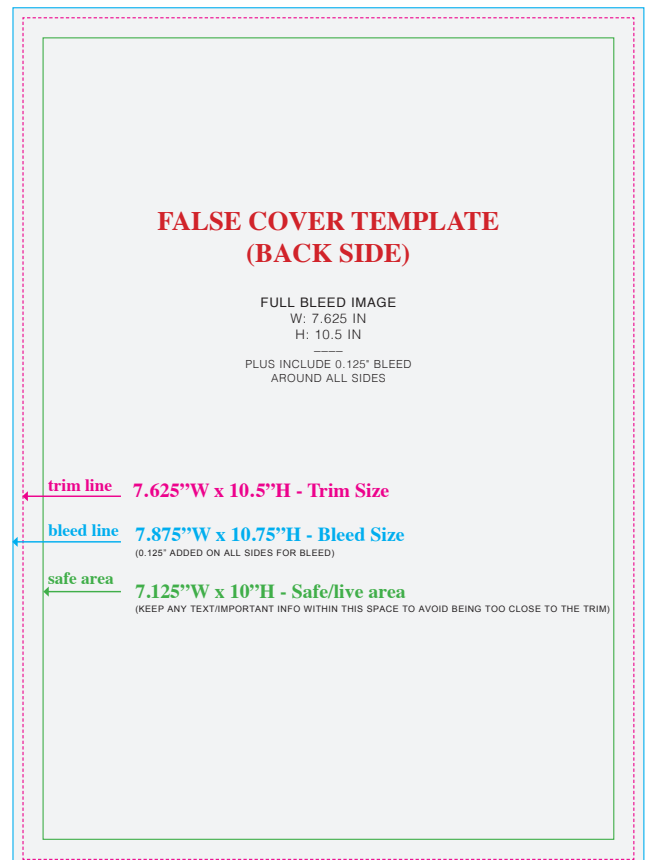 FALSE COVER TEMPLATE
(BACK SIDE)
FULL BLEED IMAGE
W: 7.625 IN
H: 10.5 IN
––––
PLUS INCLUDE 0.125" BLEED
AROUND ALL SIDES
trim line
7.625”W x 10.5”H - Trim Size
bleed line
7.875”W x 10.75”H - Bleed Size
(0.125" ADDED ON ALL SIDES FOR BLEED)
safe area
7.125”W x 10”H - Safe/live area
(KEEP ANY TEXT/IMPORTANT INFO WITHIN THIS SPACE TO AVOID BEING TOO CLOSE TO THE TRIM)